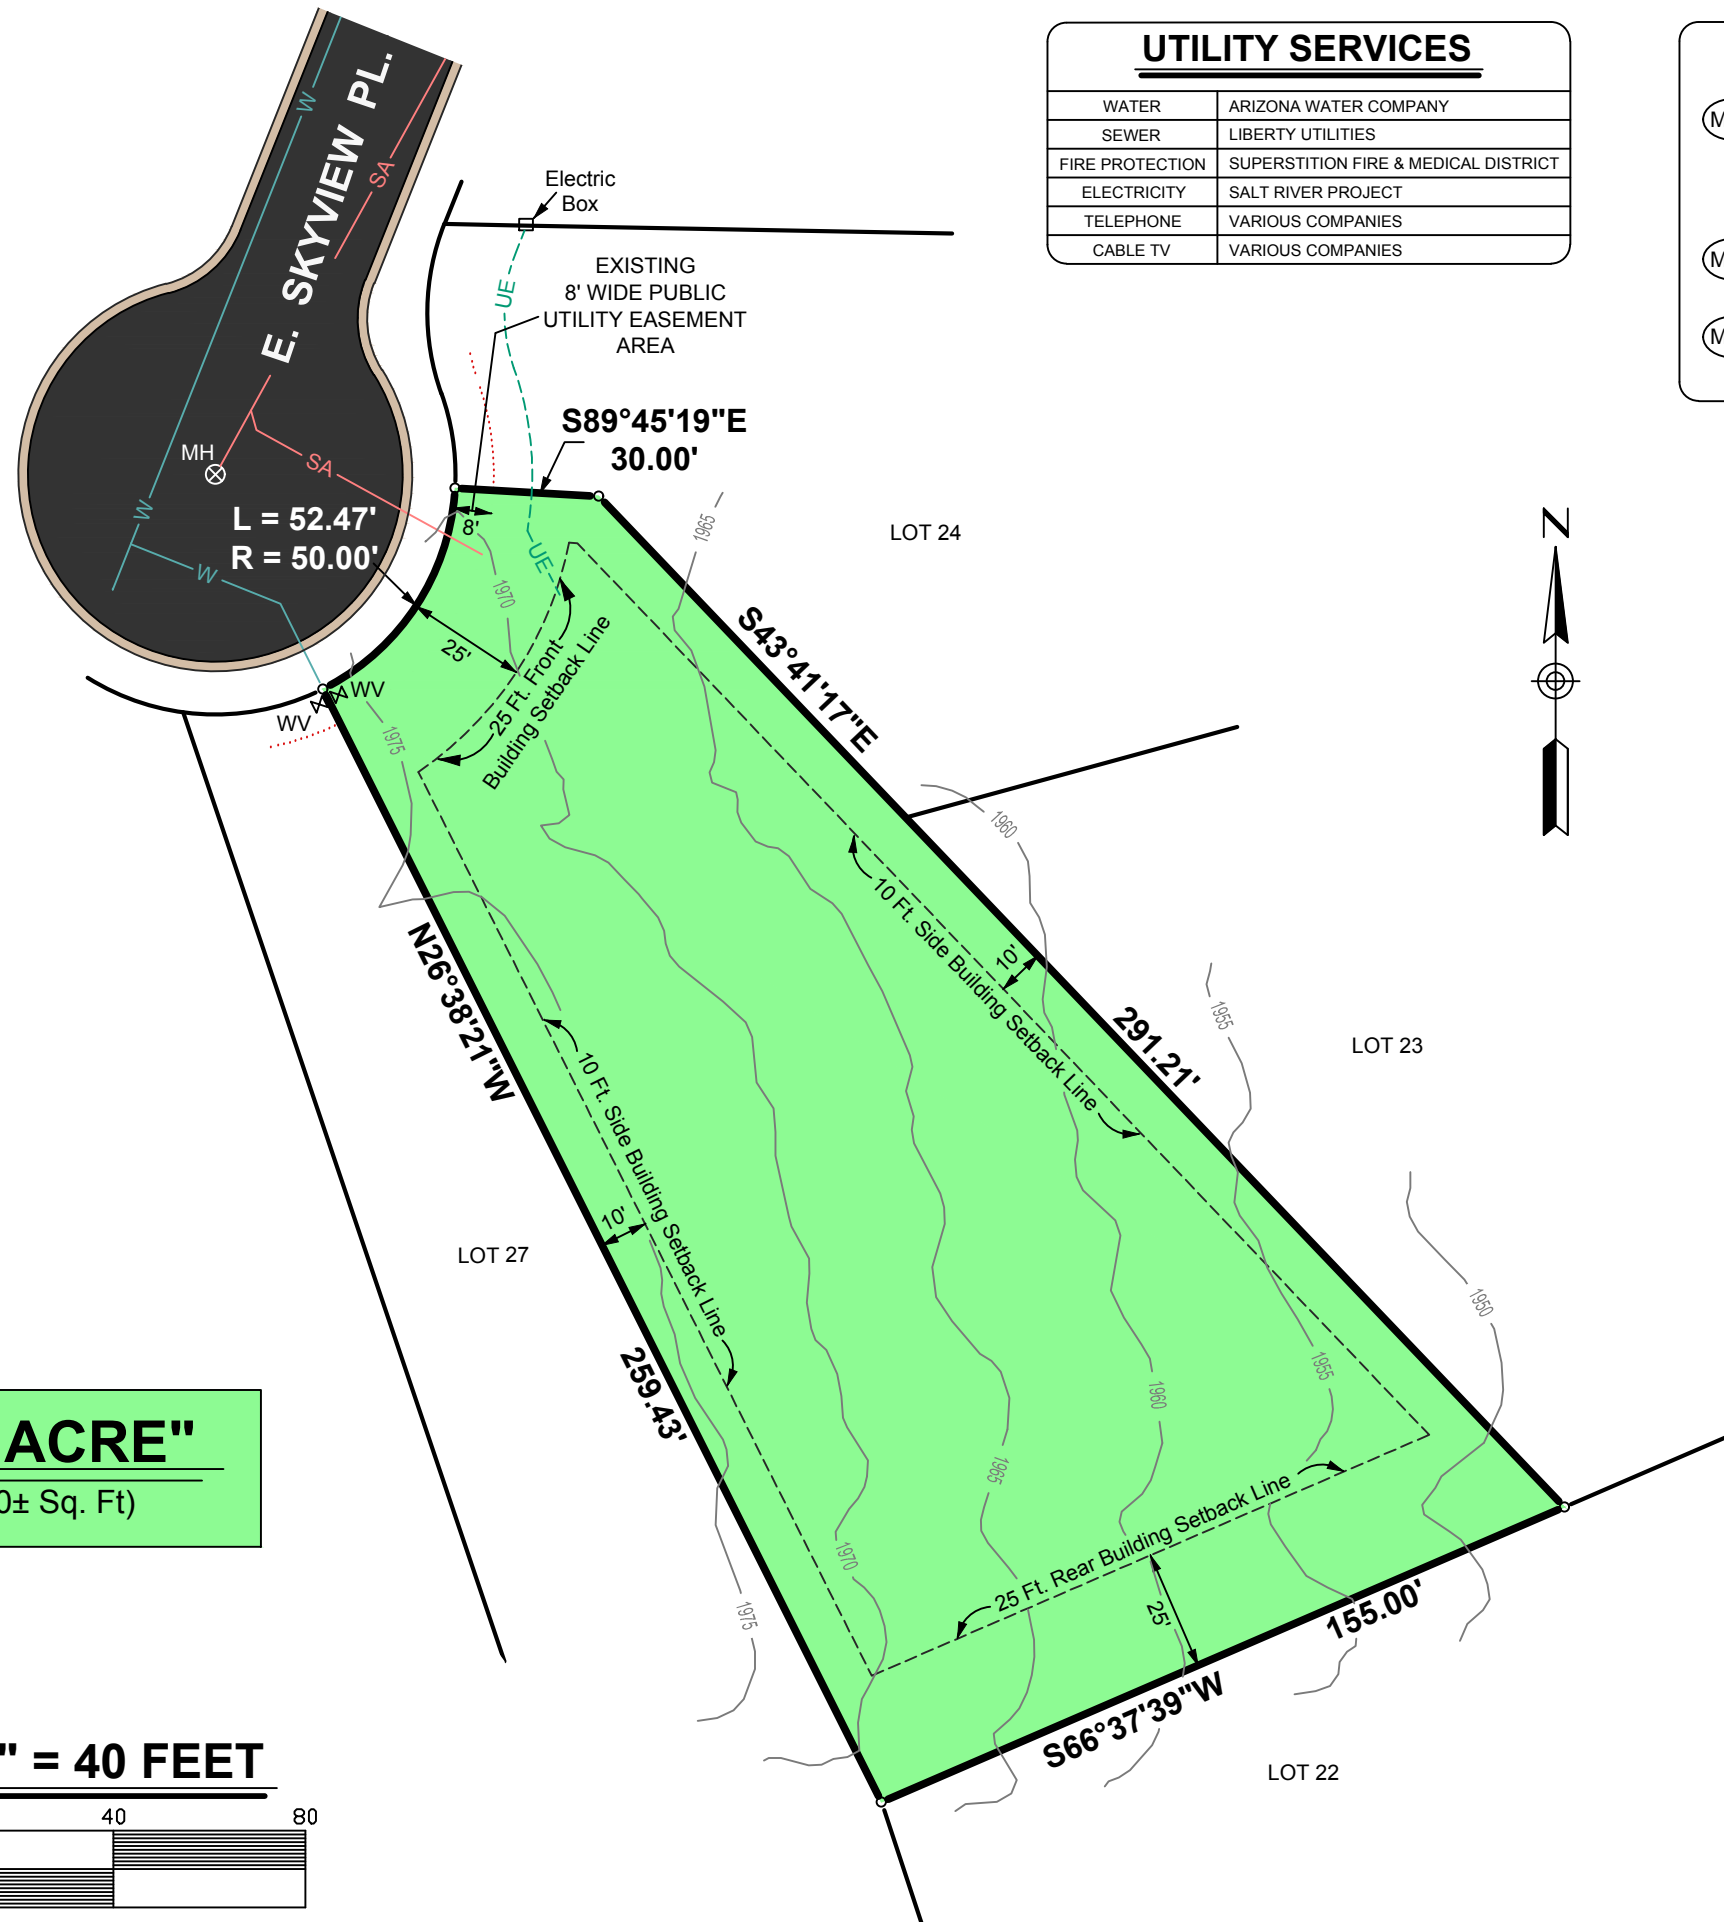 UTILITY SERVICES
WATER ARIZONA WATER COMPANY
SEWER LIBERTY UTILITIES
FIRE PROTECTION SUPERSTITION FIRE & MEDICAL DISTRICT
ELECTRICITY SALT RIVER PROJECT
TELEPHONE VARIOUS COMPANIES
CABLE TV VARIOUS COMPANIES
M
M
M
E. SKYVIEW PL.
W
SA
Electric
Box
UE
EXISTING
8' WIDE PUBLIC
UTILITY EASEMENT
AREA
S89°45'19"E
30.00'
MH
SA
W
L = 52.47'
R = 50.00'
W
8'
UE
1965
LOT 24
N
1970
25'
25 Ft. Front
Building Setback Line
S43°41'17"E
WV
WV
1975
1960
10 Ft. Side Building Setback Line
10'
N26°38'21"W
291.21'
1955
LOT 23
10 Ft. Side Building Setback Line
10'
LOT 27
1950
259.43'
1960
1955
ACRE"
0± Sq. Ft)
1965
1970
25 Ft. Rear Building Setback Line
25'
1975
155.00'
S66°37'39"W
LOT 22
" = 40 FEET
40 80